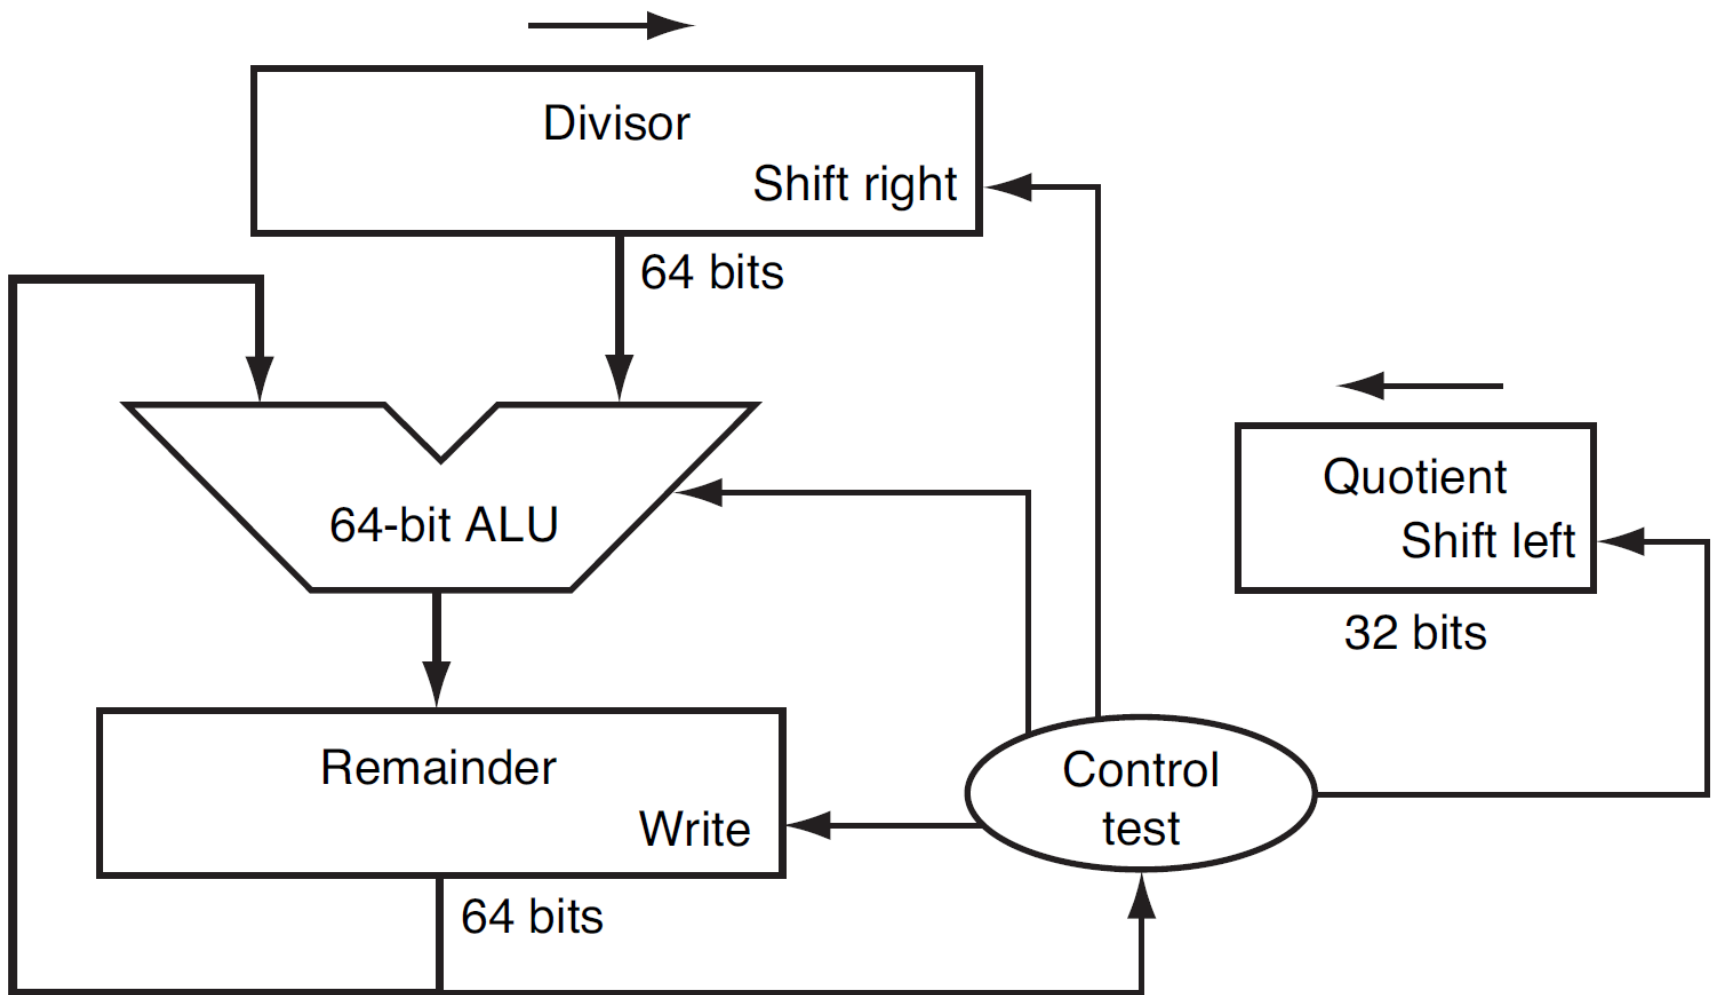 Divisor
Shift right
64 bits
64-bit ALU
Quotient
Shift left
32 bits
Remainder
Write
Control
test
64 bits